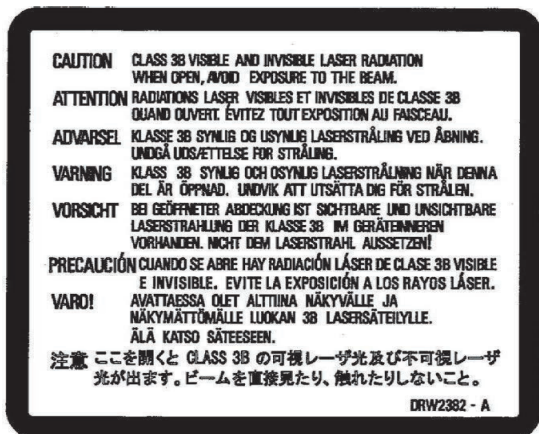 CAUTION CLASS 3B VISIBLE AND INVISIBLE LASER RADIATION
WHEN OPEN, AVOID EXPOSURE TO THE BEAM.
ATTENTION RADIATIONS LASER VISIBLES ET INVISIBLES DE CLASSE 3B
QUAND OUVERT. ÉVITEZ TOUT EXPOSITION AU FAISCEAU.
ADVARSEL KLASSE 3B SYNLIG OG USYNLIG LASERSTRÅLING VED ÅBNING.
UNDGÅ UDSÆTTELSE FOR STRÅLING.
VARNING KLASS 3B SYNLIG OCH OSYNLIG LASERSTRÅLNING NÄR DENNA
DEL ÄR ÖPPNAD. UNDVIK ATT UTSÄTTA DIG FÖR STRÅLEN.
VORSICHT BEI GEÖFFNETER ABDECKUNG IST SICHTBARE UND UNSICHTBARE
LASERSTRAHLUNG DER KLASSE 3B IM GERÄTEINNEREN
VORHANDEN. NICHT DEM LASERSTRAHL AUSSETZEN!
PRECAUCIÓN CUANDO SE ABRE HAY RADIACIÓN LÁSER DE CLASE 3B VISIBLE
E INVISIBLE. EVITE LA EXPOSICIÓN A LOS RAYOS LÁSER.
VARO! AVATTAESSA OLET ALTTIINA NÄKYVÄLLE JA
NÄKYMÄTTÖMÄLLE LUOKAN 3B LASERSÄTEILYLLE.
ÄLÄ KATSO SÄTEESEEN.
注意 ここを開くと CLASS 3B の可視レーザ光及び不可視レーザ
光が出ます。ビームを直接見たり、触れたりしないこと。
DRW2382 - A